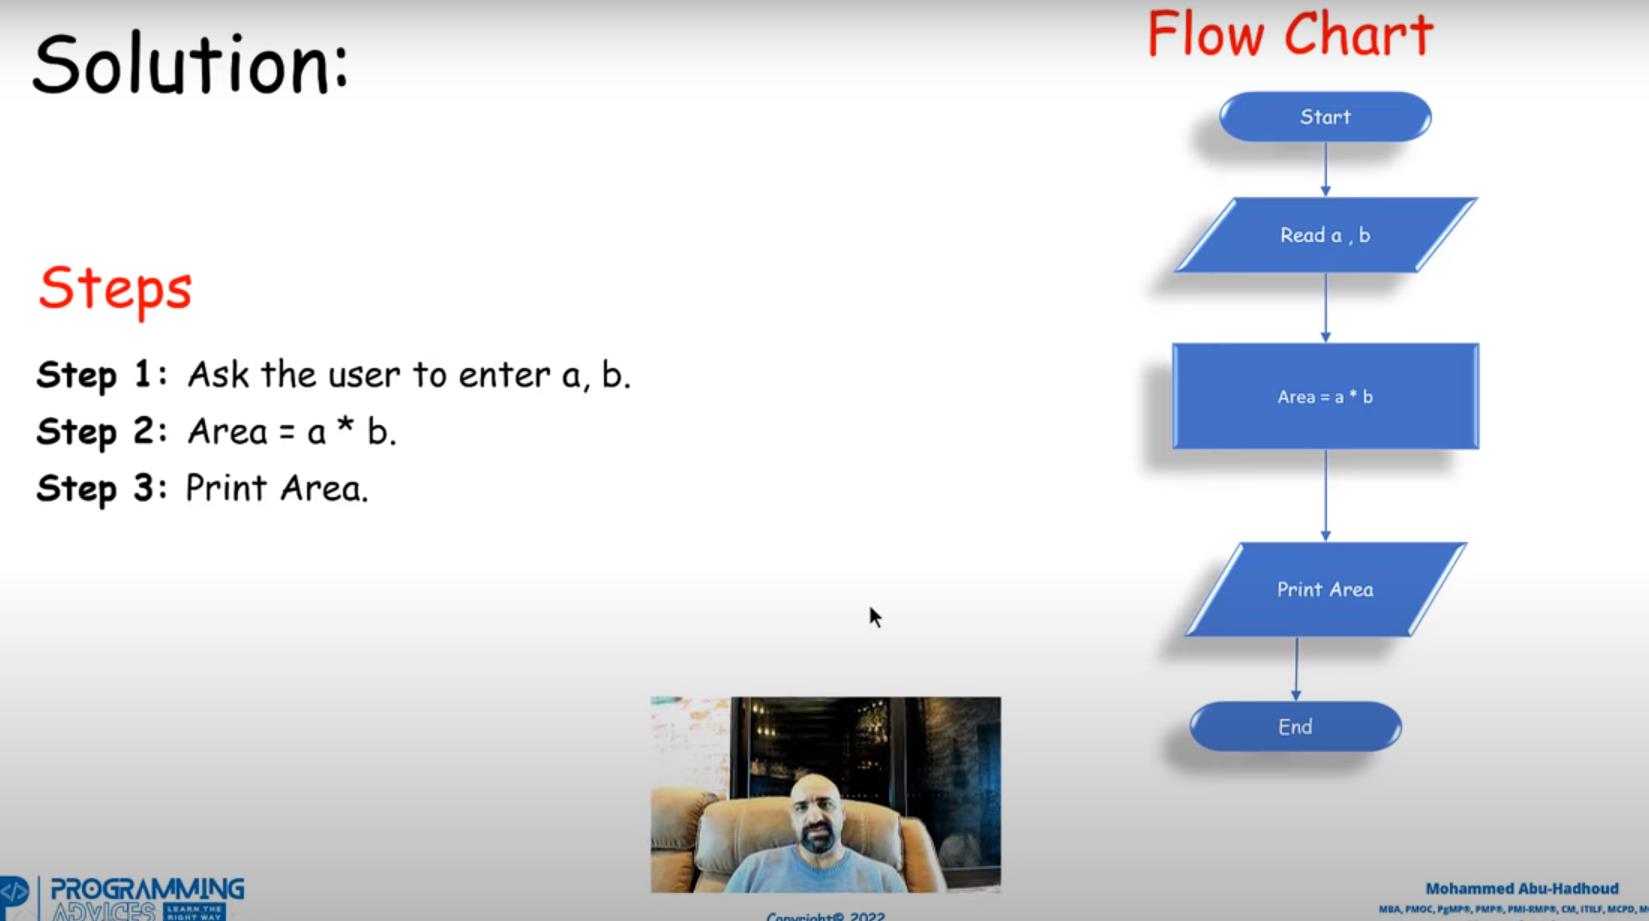 Solution:
Flow Chart
Start
Read a , b
Area = a * b
Print Area
End
Steps
Step 1: Ask the user to enter a, b.
Step 2: Area = a * b.
Step 3: Print Area.
PROGRAMMING
ADVICES
LEARN THE
RIGHT WAY
Copyright© 2022
Mohammed Abu-Hadhoud
MBA, PMOC, PgMP®, PMP®, PMI-RMP®, CM, ITILF, MCPD, M